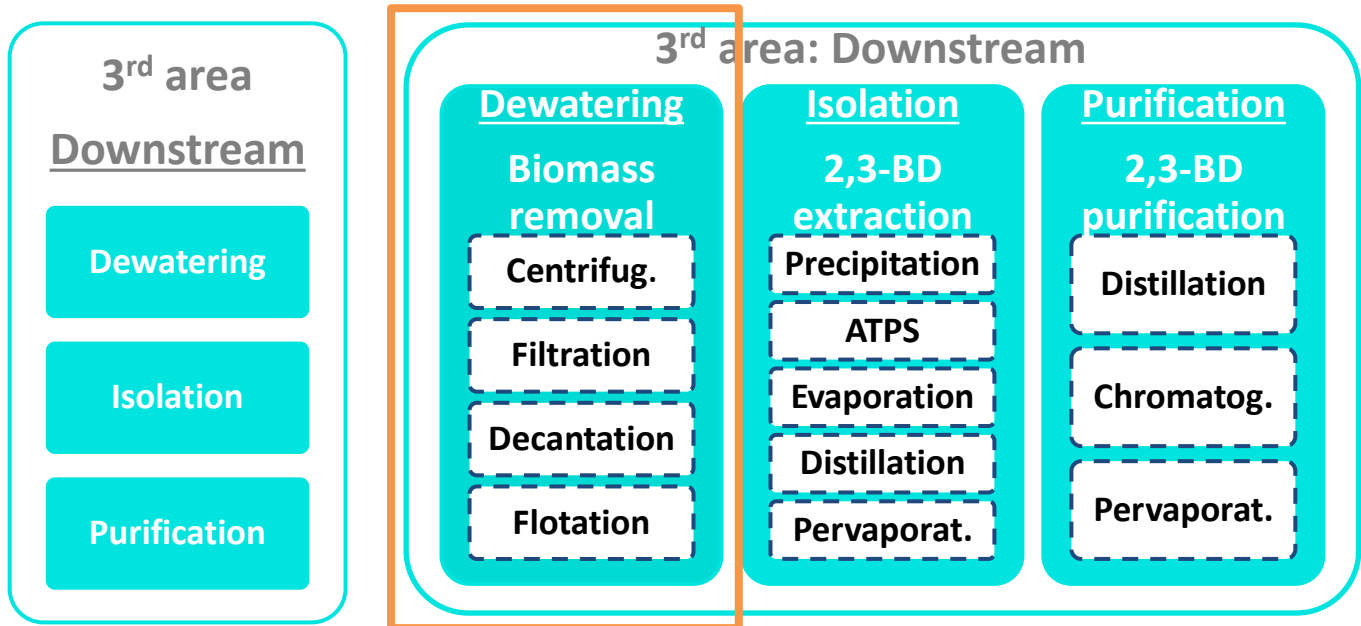 3rd area
Downstream
Dewatering
Isolation
Purification
3rd area: Downstream
Dewatering
Biomass
removal
Centrifug.
Filtration
Decantation
Flotation
Isolation
2,3-BD
extraction
Precipitation
ATPS
Evaporation
Distillation
Pervaporat.
Purification
2,3-BD
purification
Distillation
Chromatog.
Pervaporat.